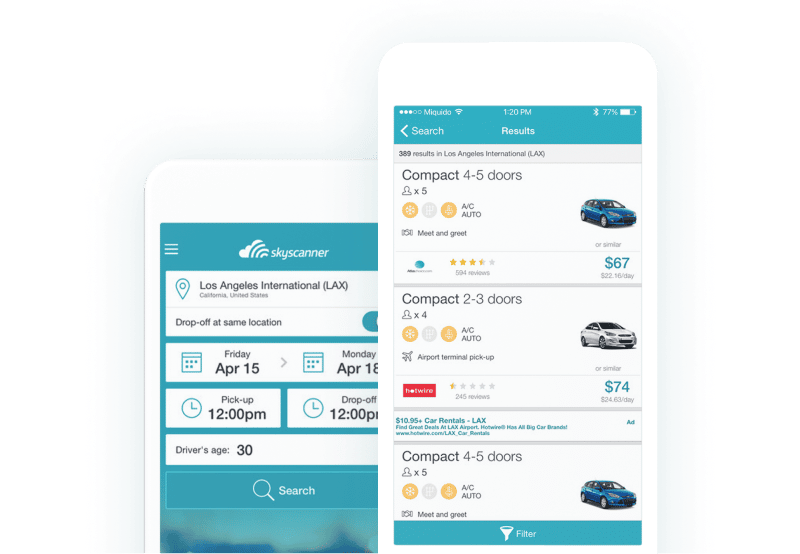 skyscanner
Los Angeles International (LAX)
California, United States
Drop-off at same location
Friday
Apr 15
Monday
Apr 18
Pick-up
12:00pm
Drop-off
12:00pm
Driver's age: 30
Search
Miquido 1:20 PM 77%
Search Results
389 results in Los Angeles International (LAX)
Compact 4-5 doors
x 5
A/C
AUTO
Meet and greet
or similar
594 reviews
$67
$22.16/day
Compact 2-3 doors
x 4
A/C
AUTO
Airport terminal pick-up
or similar
hotwire
245 reviews
$74
$24.63/day
$10.95+ Car Rentals - LAX Ad
Find Great Deals At LAX Airport. Hotwire® Has All Big Car Brands!
www.hotwire.com/LAX_Car_Rentals
Compact 4-5 doors
x 5
A/C
AUTO
Meet and greet
Filter